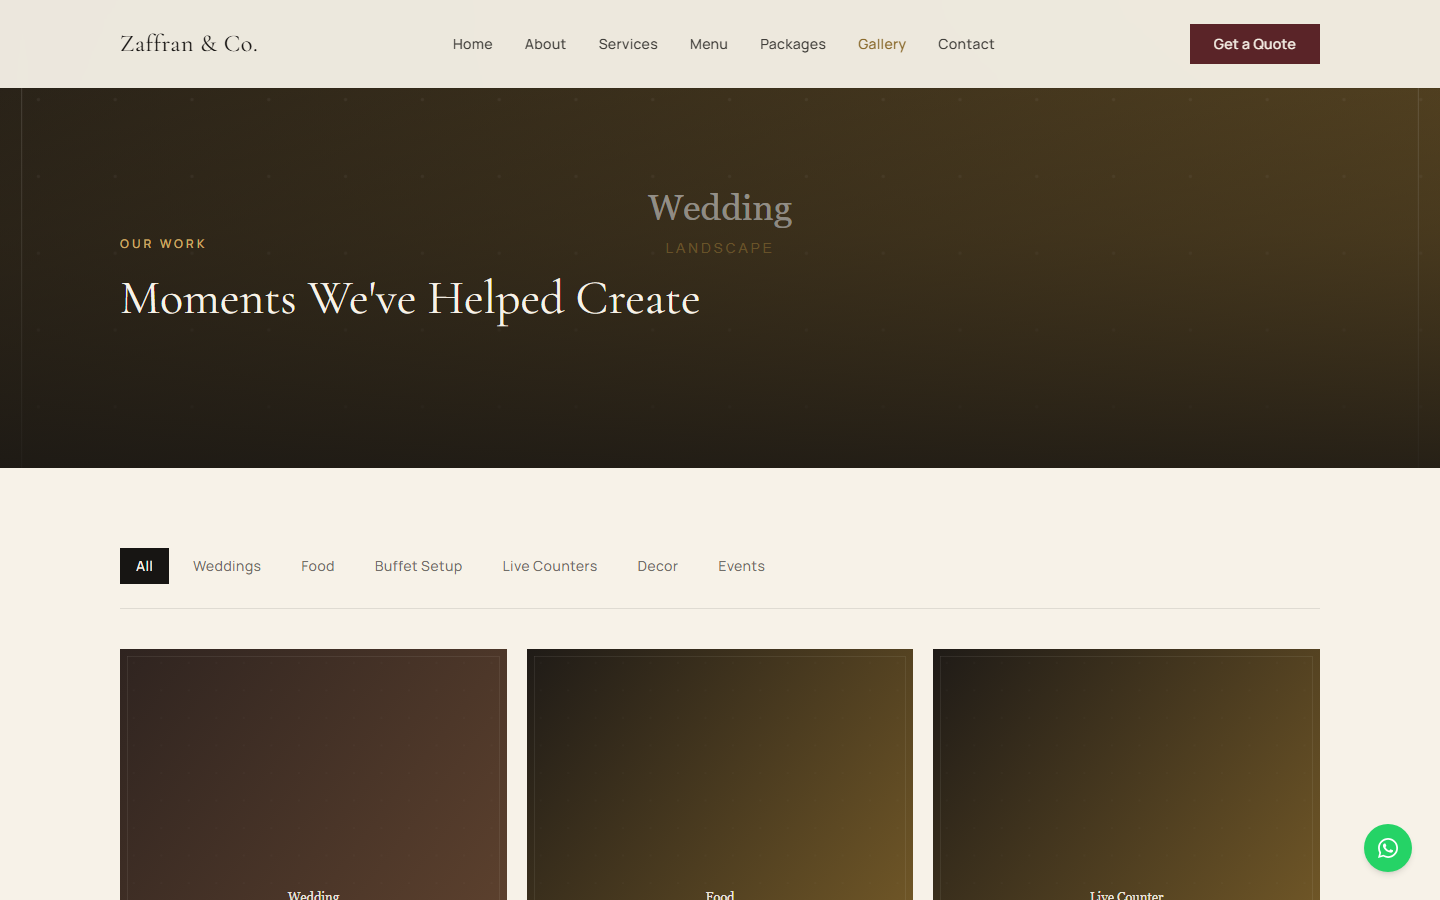 Zaffran & Co.
Home About Services Menu Packages Gallery Contact
Get a Quote
Wedding
LANDSCAPE
OUR WORK
Moments We've Helped Create
All Weddings Food Buffet Setup Live Counters Decor Events
Wedding
Food
Live Counter